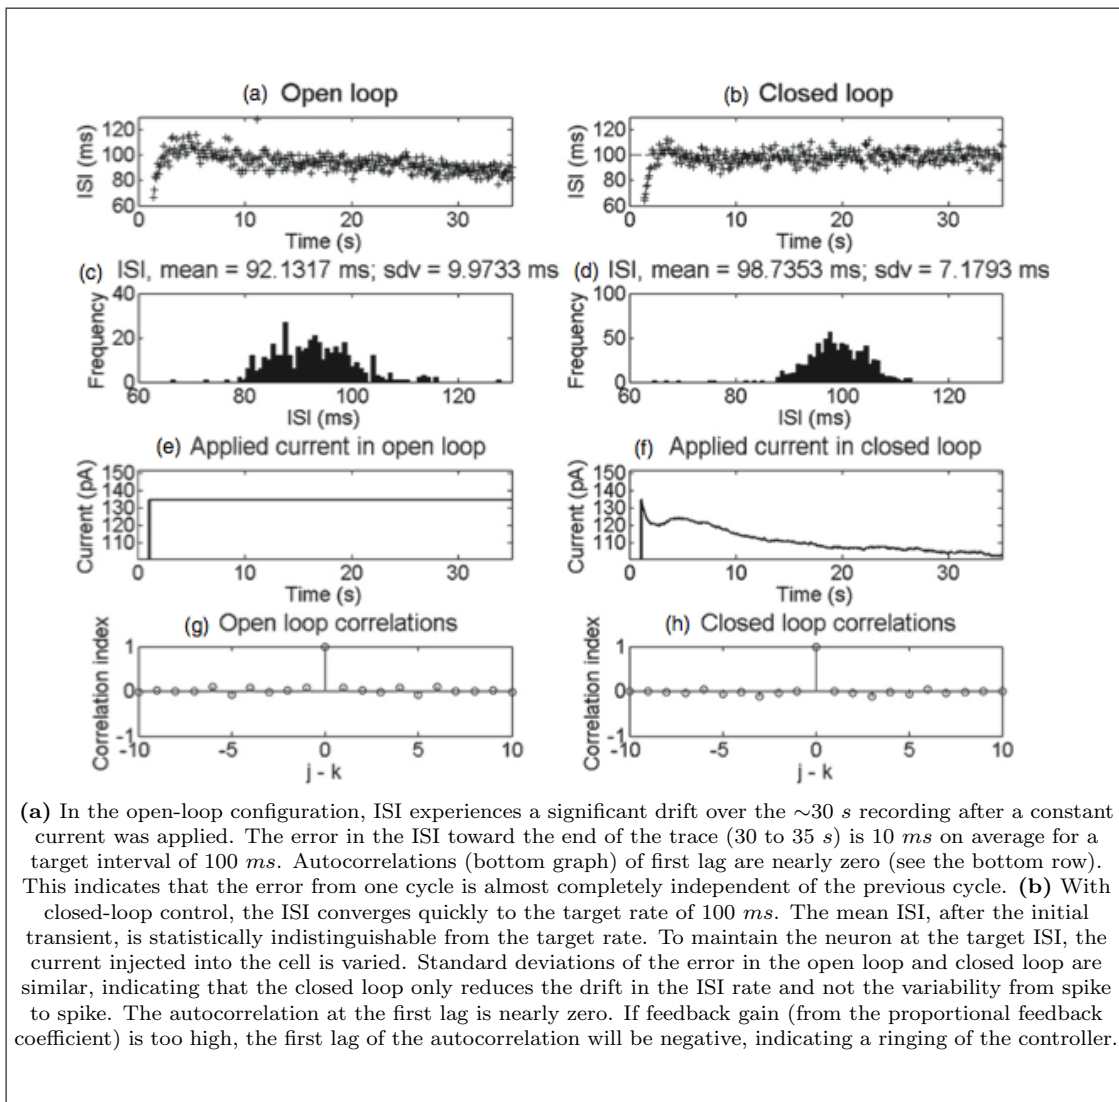 (a) Open loop
(b) Closed loop
120
100
80
60
ISI (ms)
0 10 20 30
Time (s)
120
100
80
60
ISI (ms)
0 10 20 30
Time (s)
(c) ISI, mean = 92.1317 ms; sdv = 9.9733 ms
(d) ISI, mean = 98.7353 ms; sdv = 7.1793 ms
40
20
0
Frequency
60 80 100 120
ISI (ms)
100
50
0
Frequency
60 80 100 120
ISI (ms)
(e) Applied current in open loop
(f) Applied current in closed loop
150
140
130
120
110
Current (pA)
0 10 20 30
Time (s)
150
140
130
120
110
Current (pA)
0 10 20 30
Time (s)
(g) Open loop correlations
(h) Closed loop correlations
1
0
-1
Correlation index
-10 -5 0 5 10
j - k
1
0
-1
Correlation index
-10 -5 0 5 10
j - k
(a) In the open-loop configuration, ISI experiences a significant drift over the ∼30 s recording after a constant
current was applied. The error in the ISI toward the end of the trace (30 to 35 s) is 10 ms on average for a
target interval of 100 ms. Autocorrelations (bottom graph) of first lag are nearly zero (see the bottom row).
This indicates that the error from one cycle is almost completely independent of the previous cycle. (b) With
closed-loop control, the ISI converges quickly to the target rate of 100 ms. The mean ISI, after the initial
transient, is statistically indistinguishable from the target rate. To maintain the neuron at the target ISI, the
current injected into the cell is varied. Standard deviations of the error in the open loop and closed loop are
similar, indicating that the closed loop only reduces the drift in the ISI rate and not the variability from spike
to spike. The autocorrelation at the first lag is nearly zero. If feedback gain (from the proportional feedback
coefficient) is too high, the first lag of the autocorrelation will be negative, indicating a ringing of the controller.